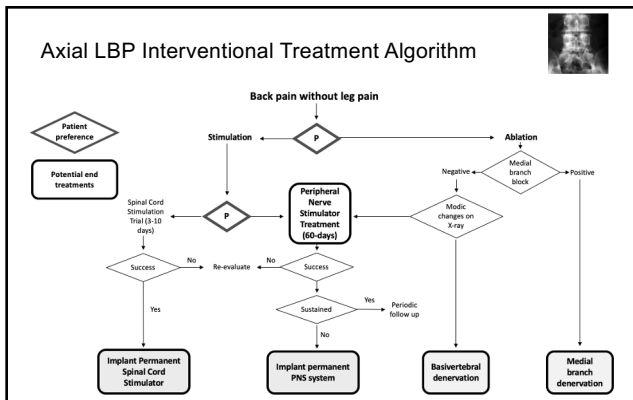 Axial LBP Interventional Treatment Algorithm
Back pain without leg pain
Patient
preference
Stimulation
P
Ablation
Potential end
treatments
Medial
branch
block
Negative
Positive
Spinal Cord
Stimulation
Trial (3-10
days)
P
Peripheral
Nerve
Stimulator
Treatment
(60-days)
Modic
changes on
X-ray
Success
No
Re-evaluate
No
Success
Yes
Sustained
Yes
Periodic
follow up
No
Implant Permanent
Spinal Cord
Stimulator
Implant permanent
PNS system
Basivertebral
denervation
Medial
branch
denervation